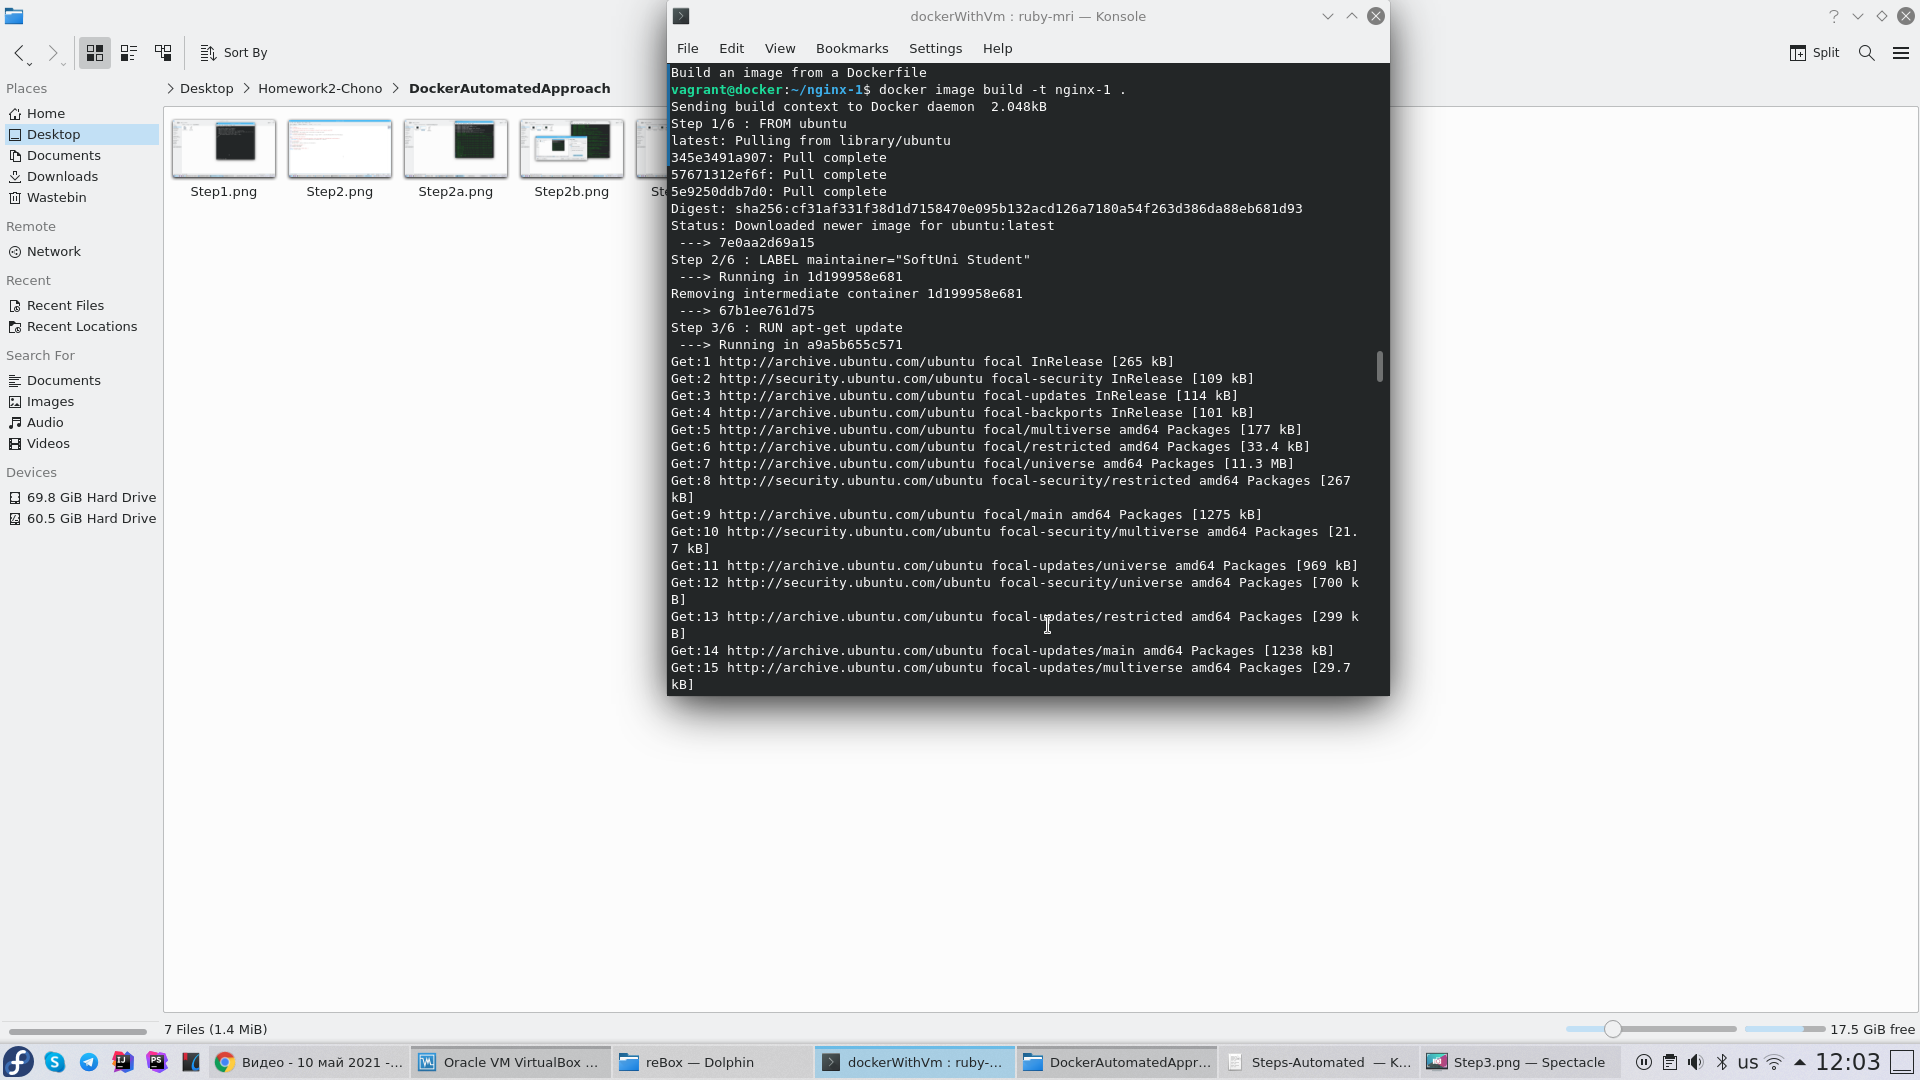 dockerWithVm : ruby-mri — Konsole
File Edit View Bookmarks Settings Help
Sort By
Split
Places
Home
Desktop
Documents
Downloads
Wastebin
Remote
Network
Recent
Recent Files
Recent Locations
Search For
Documents
Images
Audio
Videos
Devices
69.8 GiB Hard Drive
60.5 GiB Hard Drive
Desktop Homework2-Chono DockerAutomatedApproach
Step1.png Step2.png Step2a.png Step2b.png
Build an image from a Dockerfile
vagrant@docker:~/nginx-1$ docker image build -t nginx-1 .
Sending build context to Docker daemon  2.048kB
Step 1/6 : FROM ubuntu
latest: Pulling from library/ubuntu
345e3491a907: Pull complete
57671312ef6f: Pull complete
5e9250ddb7d0: Pull complete
Digest: sha256:cf31af331f38d1d7158470e095b132acd126a7180a54f263d386da88eb681d93
Status: Downloaded newer image for ubuntu:latest
 ---> 7e0aa2d69a15
Step 2/6 : LABEL maintainer="SoftUni Student"
 ---> Running in 1d199958e681
Removing intermediate container 1d199958e681
 ---> 67b1ee761d75
Step 3/6 : RUN apt-get update
 ---> Running in a9a5b655c571
Get:1 http://archive.ubuntu.com/ubuntu focal InRelease [265 kB]
Get:2 http://security.ubuntu.com/ubuntu focal-security InRelease [109 kB]
Get:3 http://archive.ubuntu.com/ubuntu focal-updates InRelease [114 kB]
Get:4 http://archive.ubuntu.com/ubuntu focal-backports InRelease [101 kB]
Get:5 http://archive.ubuntu.com/ubuntu focal/multiverse amd64 Packages [177 kB]
Get:6 http://archive.ubuntu.com/ubuntu focal/restricted amd64 Packages [33.4 kB]
Get:7 http://archive.ubuntu.com/ubuntu focal/universe amd64 Packages [11.3 MB]
Get:8 http://security.ubuntu.com/ubuntu focal-security/restricted amd64 Packages [267
kB]
Get:9 http://archive.ubuntu.com/ubuntu focal/main amd64 Packages [1275 kB]
Get:10 http://security.ubuntu.com/ubuntu focal-security/multiverse amd64 Packages [21.
7 kB]
Get:11 http://archive.ubuntu.com/ubuntu focal-updates/universe amd64 Packages [969 kB]
Get:12 http://security.ubuntu.com/ubuntu focal-security/universe amd64 Packages [700 k
B]
Get:13 http://archive.ubuntu.com/ubuntu focal-updates/restricted amd64 Packages [299 k
B]
Get:14 http://archive.ubuntu.com/ubuntu focal-updates/main amd64 Packages [1238 kB]
Get:15 http://archive.ubuntu.com/ubuntu focal-updates/multiverse amd64 Packages [29.7
kB]
7 Files (1.4 MiB)
17.5 GiB free
Видео - 10 май 2021 -...
Oracle VM VirtualBox ...
reBox — Dolphin
dockerWithVm : ruby-...
DockerAutomatedAppr...
Steps-Automated — K...
Step3.png — Spectacle
us
12:03